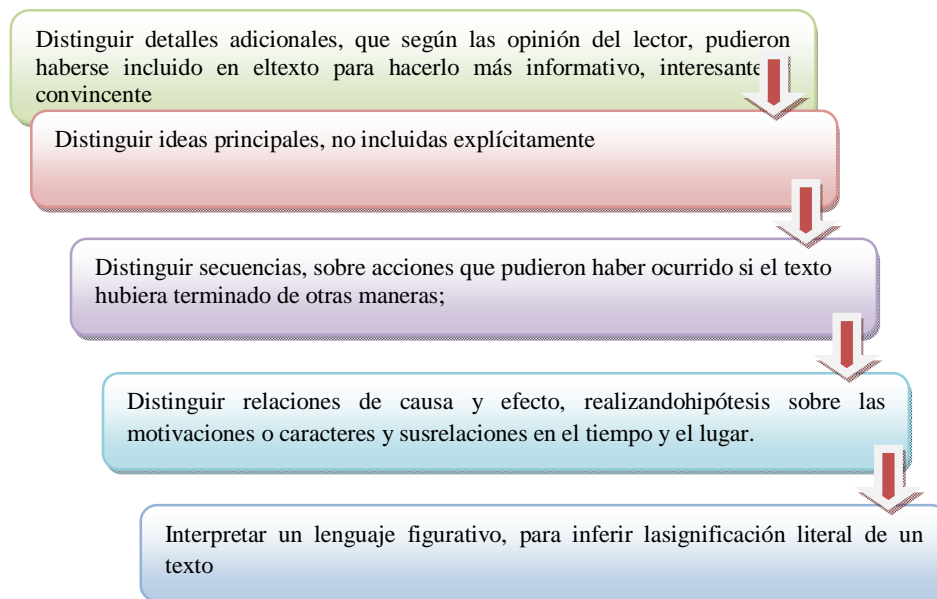 Distinguir detalles adicionales, que según las opinión del lector, pudieron
haberse incluido en eltexto para hacerlo más informativo, interesante
convincente
Distinguir ideas principales, no incluidas explícitamente
Distinguir secuencias, sobre acciones que pudieron haber ocurrido si el texto
hubiera terminado de otras maneras;
Distinguir relaciones de causa y efecto, realizandohipótesis sobre las
motivaciones o caracteres y susrelaciones en el tiempo y el lugar.
Interpretar un lenguaje figurativo, para inferir lasignificación literal de un
texto